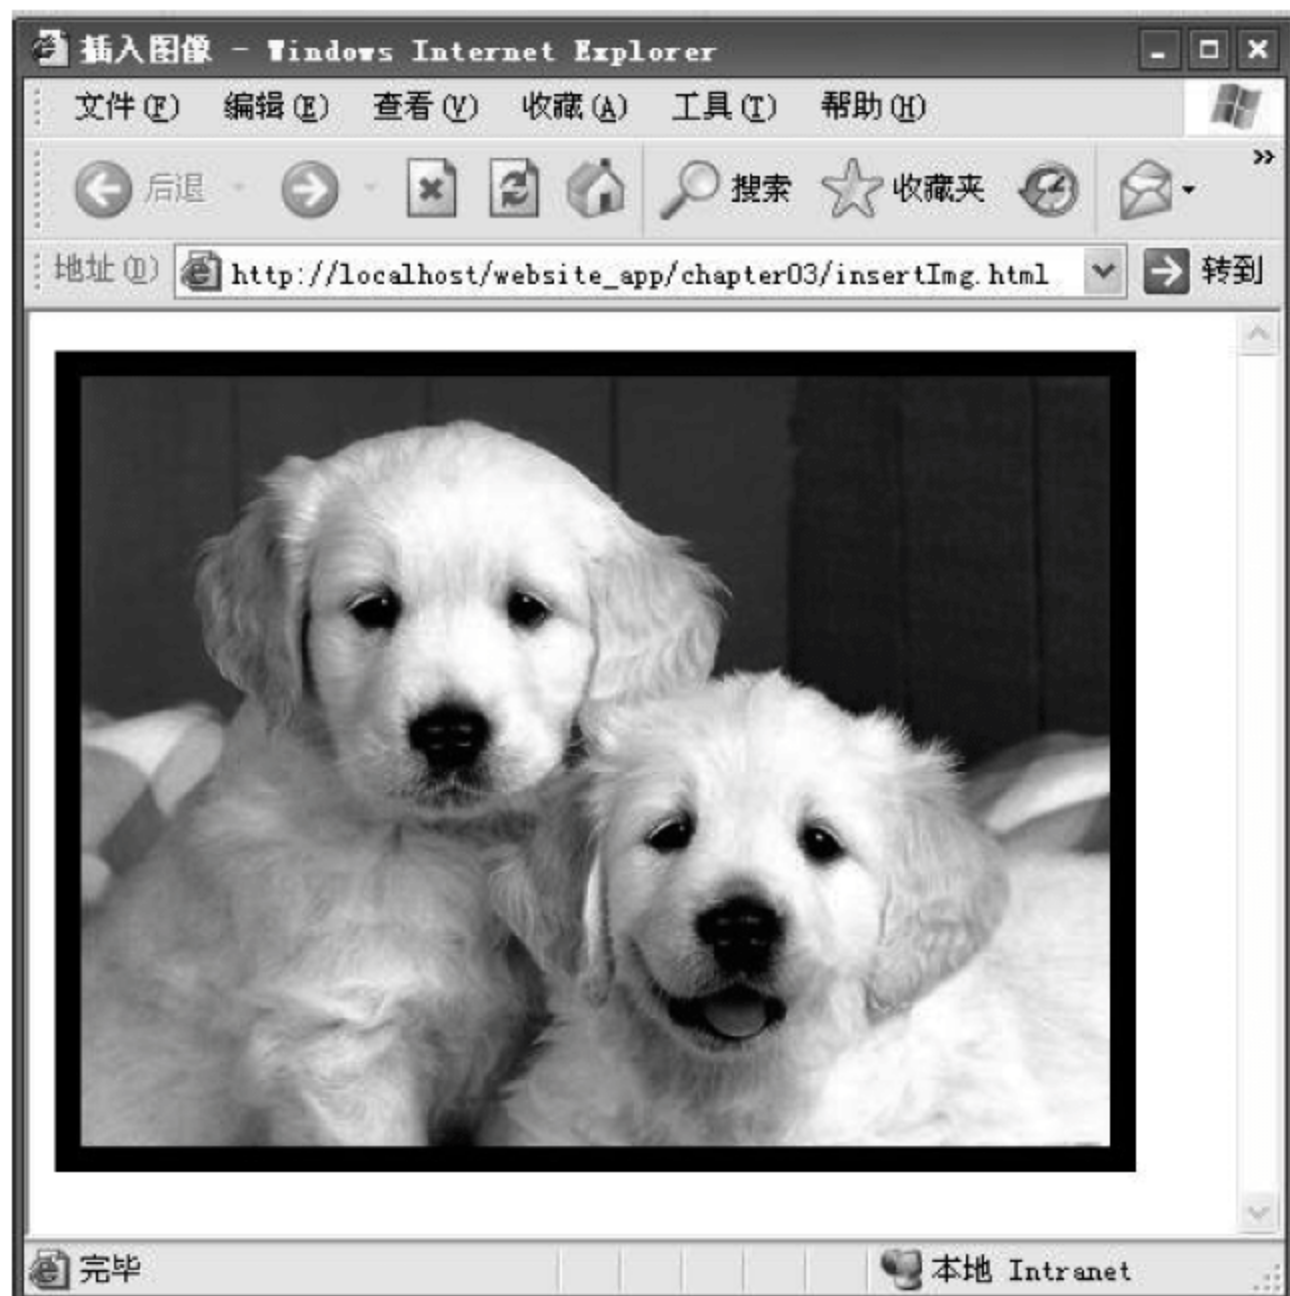 插入图像 - Windows Internet Explorer
文件(F) 编辑(E) 查看(V) 收藏(A) 工具(T) 帮助(H)
后退 搜索 收藏夹 »
地址(D) http://localhost/website_app/chapter03/insertImg.html 转到
完毕 本地 Intranet